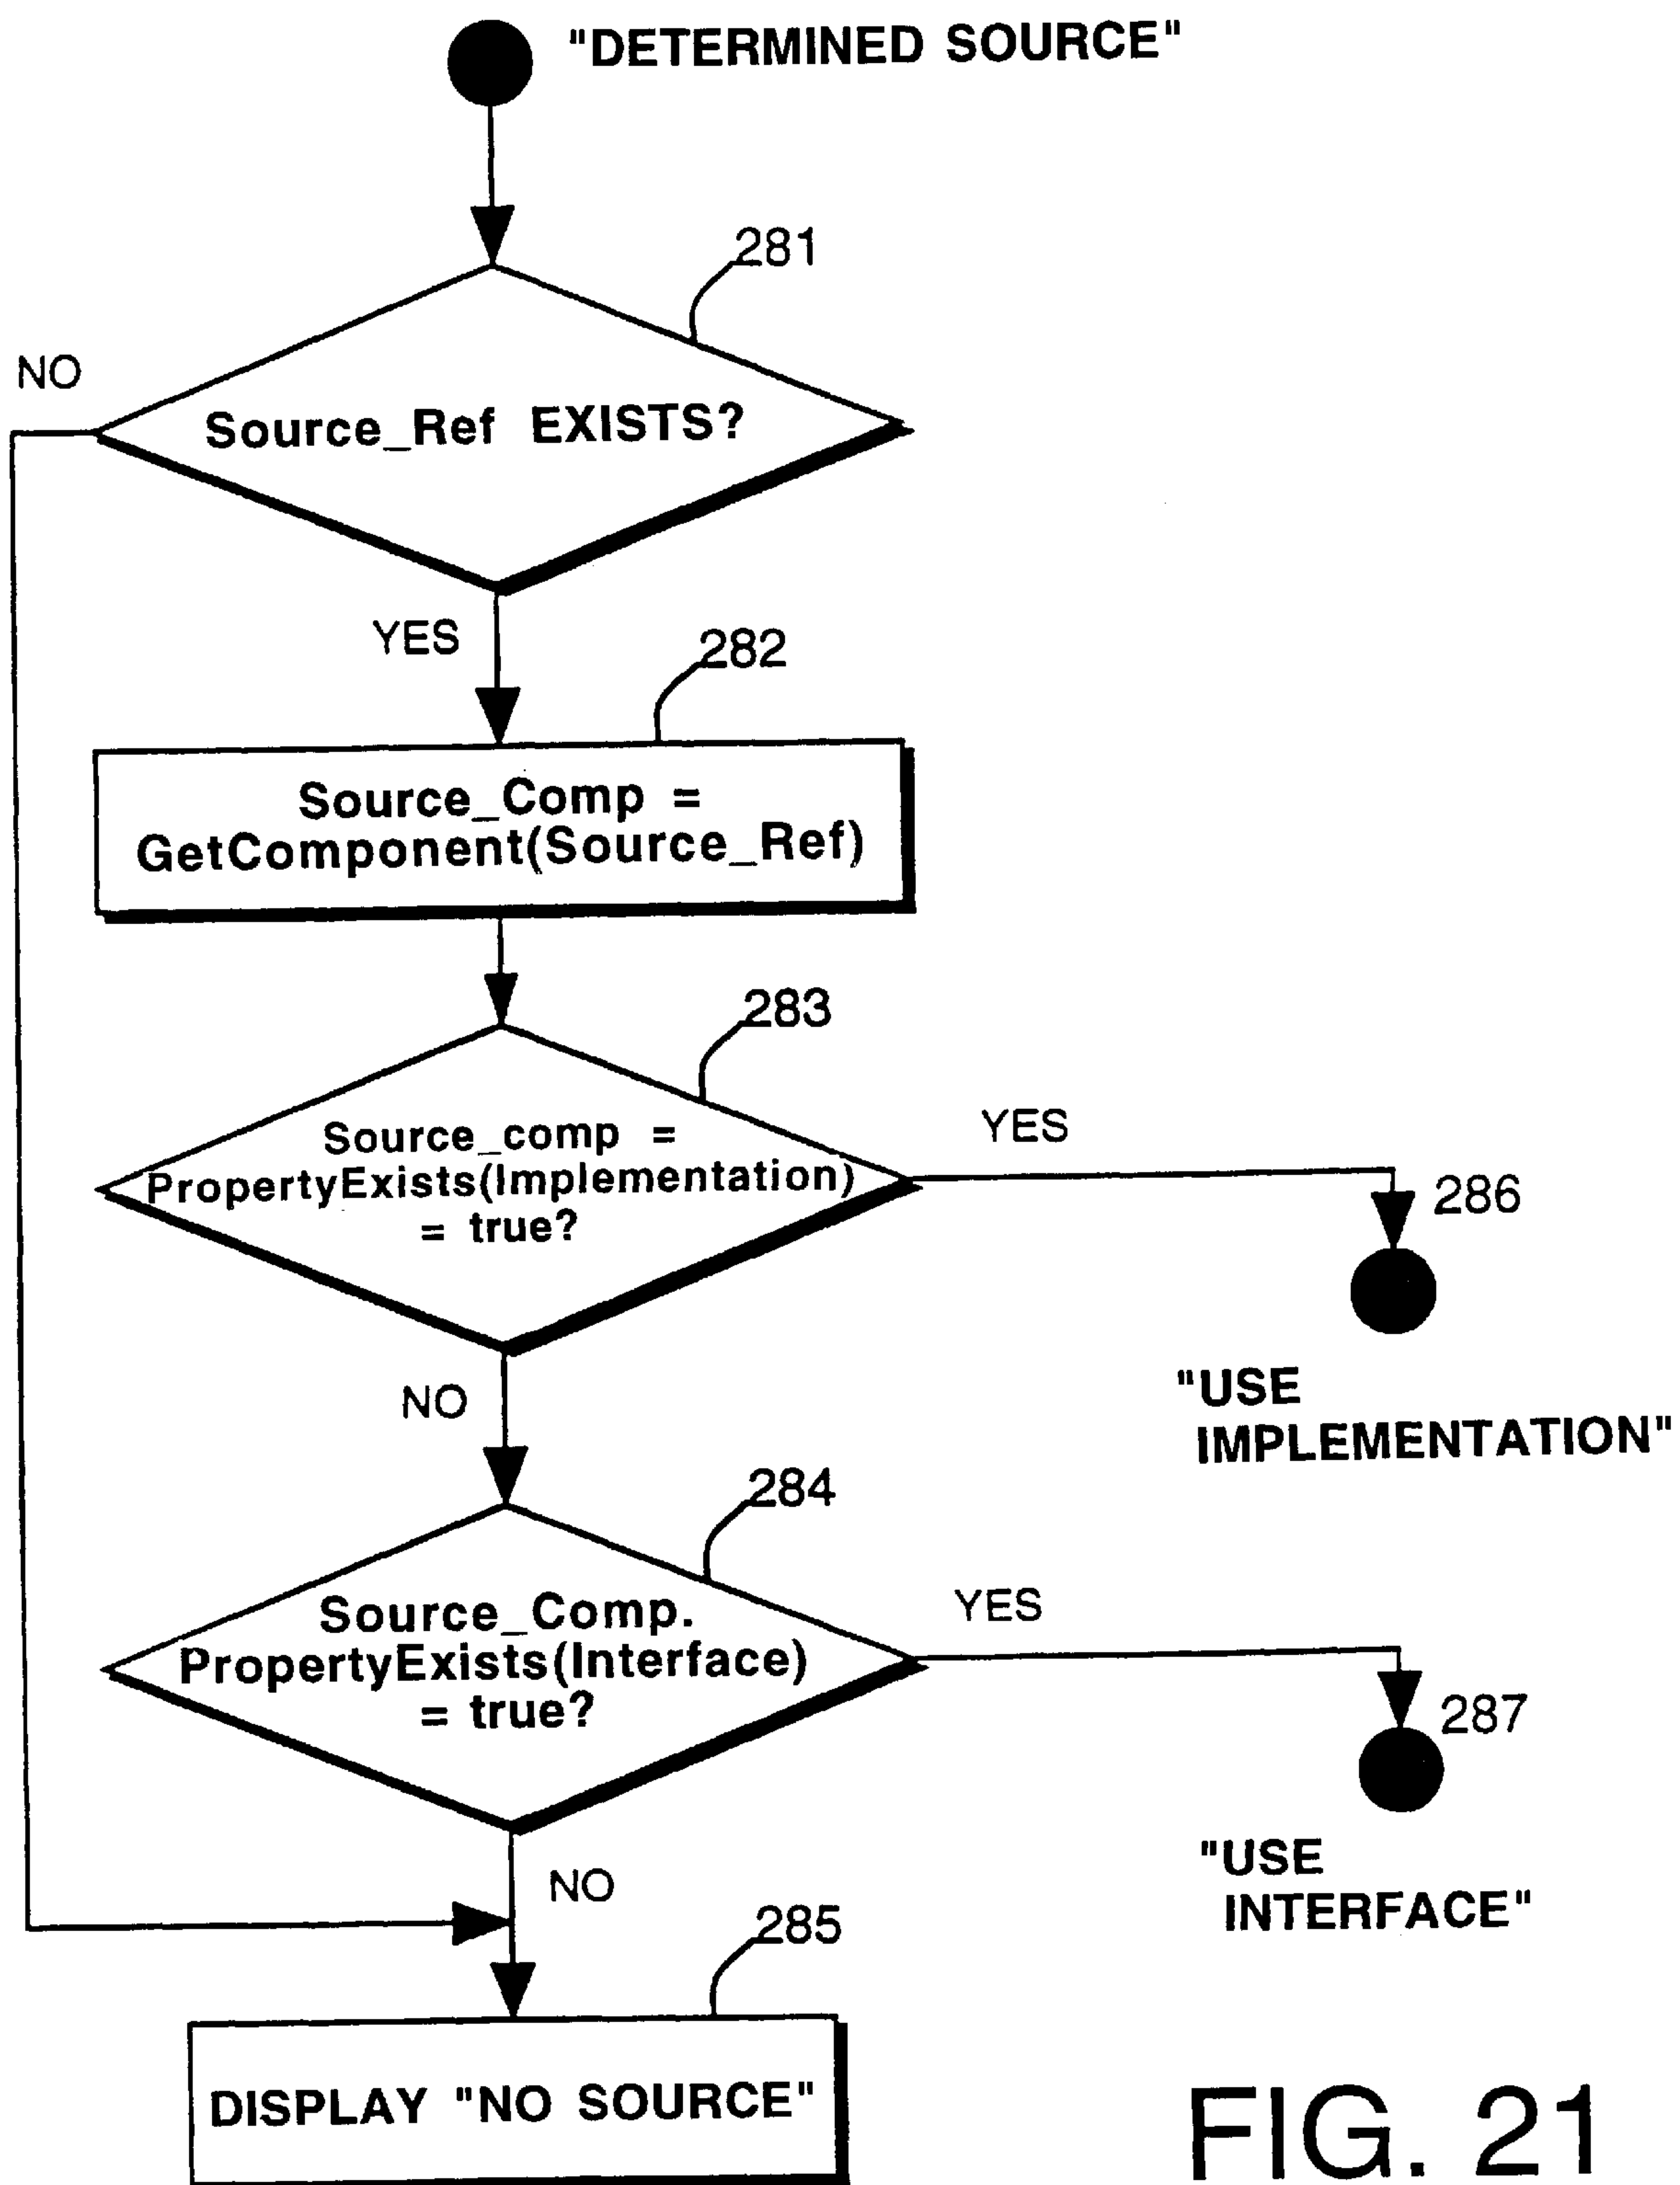 "DETERMINED SOURCE"
281
NO
Source_Ref EXISTS?
YES
282
Source_Comp =
GetComponent(Source_Ref)
283
Source_comp =
PropertyExists(Implementation)
= true?
YES
286
"USE
IMPLEMENTATION"
NO
284
Source_Comp.
PropertyExists(Interface)
= true?
YES
287
"USE
INTERFACE"
NO
285
DISPLAY "NO SOURCE"
FIG. 21